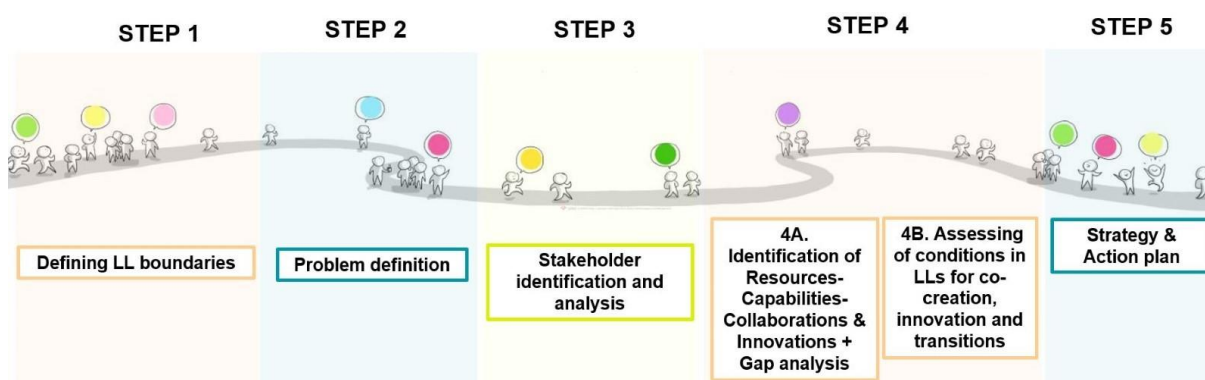 STEP 1
STEP 2
STEP 3
STEP 4
STEP 5
Defining LL boundaries
Problem definition
Stakeholder
identification and
analysis
4A.
Identification of
Resources-
Capabilities-
Collaborations &
Innovations +
Gap analysis
4B. Assessing
of conditions in
LLs for co-
creation,
innovation and
transitions
Strategy &
Action plan